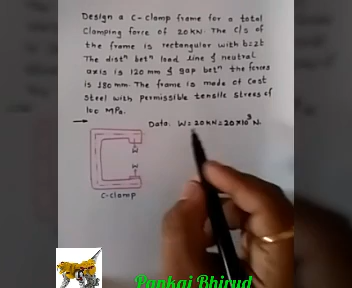 Design a C-clamp frame for a total
Clamping force of 20KN. The C/S of
the frame is rectangular with b=2t
The distⁿ betⁿ load line & neutral
axis is 120 mm & gap betⁿ the forces
is 180mm. The frame is made of Cast
Steel with permissible tensile stress of
100 MPa.
→ Data. W = 20KN = 20×10³ N.
W
W
C-Clamp
Pankaj Bhirud